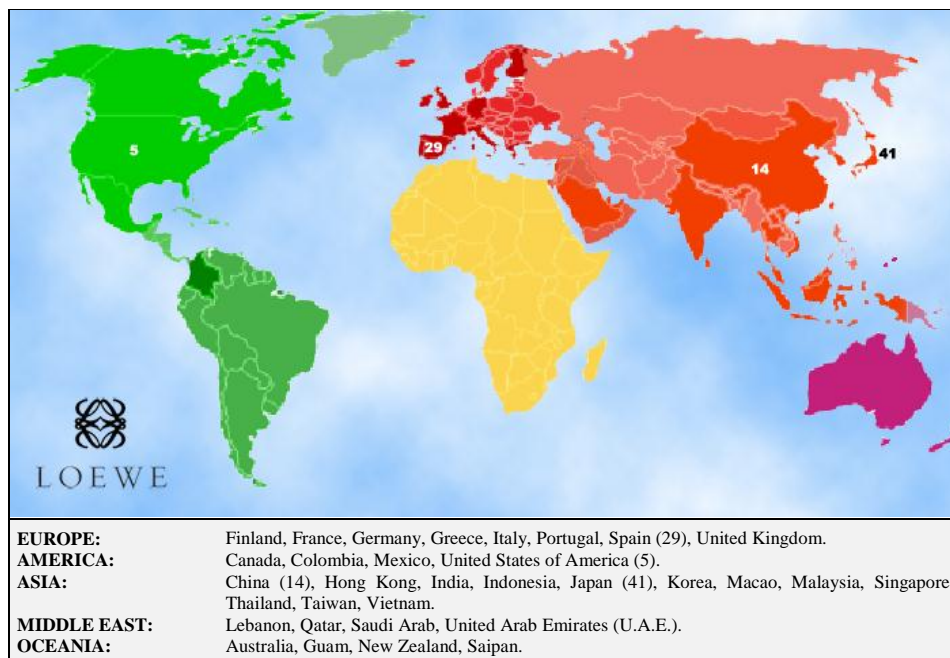 5
29
14
41
LOEWE
EUROPE: Finland, France, Germany, Greece, Italy, Portugal, Spain (29), United Kingdom.
AMERICA: Canada, Colombia, Mexico, United States of America (5).
ASIA: China (14), Hong Kong, India, Indonesia, Japan (41), Korea, Macao, Malaysia, Singapore
Thailand, Taiwan, Vietnam.
MIDDLE EAST: Lebanon, Qatar, Saudi Arab, United Arab Emirates (U.A.E.).
OCEANIA: Australia, Guam, New Zealand, Saipan.